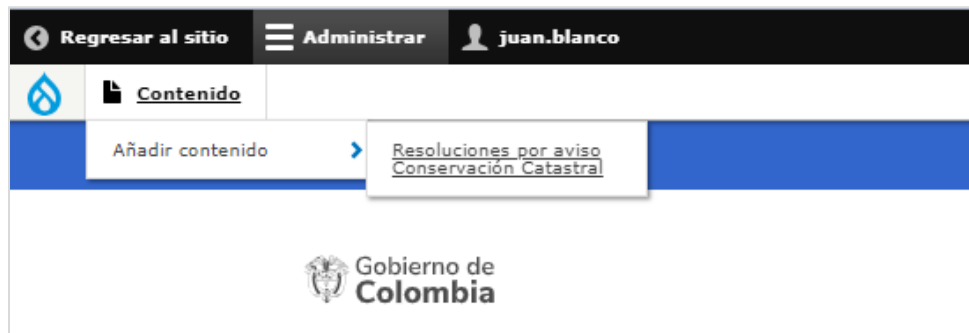 Regresar al sitio Administrar juan.blanco
Contenido
Añadir contenido
Resoluciones por aviso
Conservación Catastral
Gobierno de
Colombia